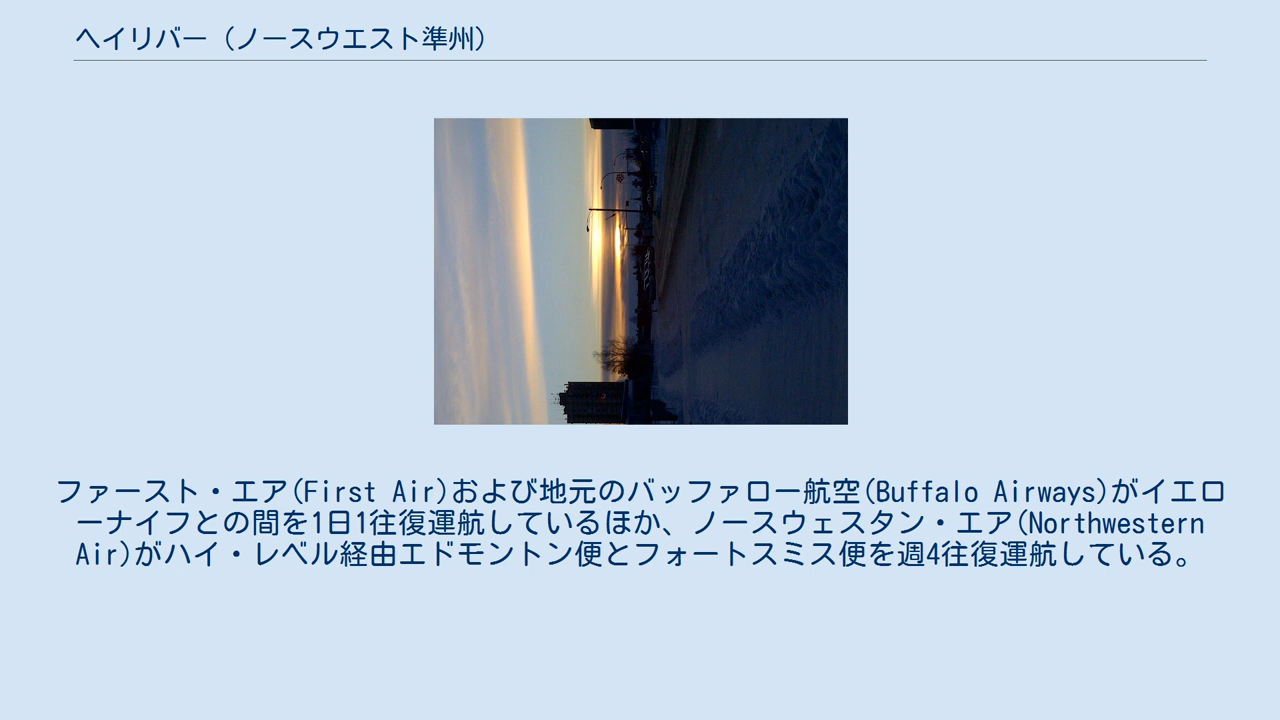 ヘイリバー（ノースウエスト準州）
ファースト・エア(First Air)および地元のバッファロー航空(Buffalo Airways)がイエロ
ーナイフとの間を1日1往復運航しているほか、ノースウェスタン・エア(Northwestern
Air)がハイ・レベル経由エドモントン便とフォートスミス便を週4往復運航している。